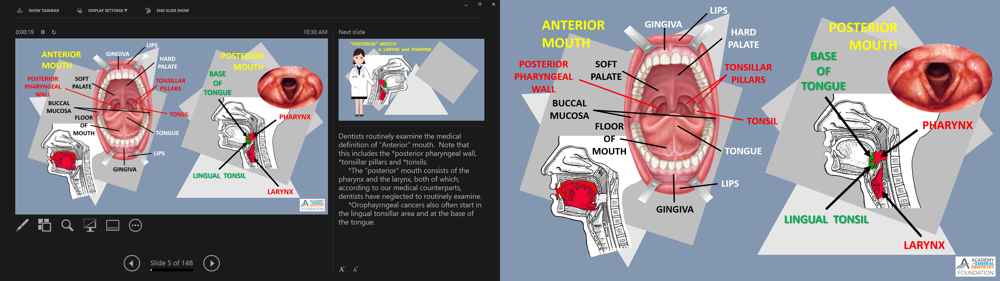 SHOW TASKBAR
DISPLAY SETTINGS ▼
END SLIDE SHOW
0:00:19
10:30 AM
ANTERIOR
MOUTH
GINGIVA
LIPS
HARD
PALATE
POSTERIOR
PHARYNGEAL
WALL
SOFT
PALATE
TONSILLAR
PILLARS
BUCCAL
MUCOSA
FLOOR
OF
MOUTH
TONSIL
TONGUE
LIPS
GINGIVA
POSTERIOR
MOUTH
BASE
OF
TONGUE
PHARYNX
LINGUAL TONSIL
LARYNX
ACADEMY
of GENERAL
DENTISTRY
FOUNDATION
Slide 5 of 148
Next slide
“POSTERIOR” MOUTH
is LARYNX and PHARYNX
Dentists routinely examine the medical
definition of “Anterior” mouth. Note that
this includes the *posterior pharyngeal wall,
*tonsillar pillars and *tonsils.
*The “posterior” mouth consists of the
pharynx and the larynx, both of which,
according to our medical counterparts,
dentists have neglected to routinely examine.
*Orophayrngeal cancers also often start in
the lingual tonsillar area and at the base of
the tongue.
A A
ANTERIOR
MOUTH
GINGIVA
LIPS
HARD
PALATE
POSTERIOR
PHARYNGEAL
WALL
SOFT
PALATE
TONSILLAR
PILLARS
BUCCAL
MUCOSA
FLOOR
OF
MOUTH
TONSIL
TONGUE
LIPS
GINGIVA
POSTERIOR
MOUTH
BASE
OF
TONGUE
PHARYNX
LINGUAL TONSIL
LARYNX
ACADEMY
of GENERAL
DENTISTRY
FOUNDATION